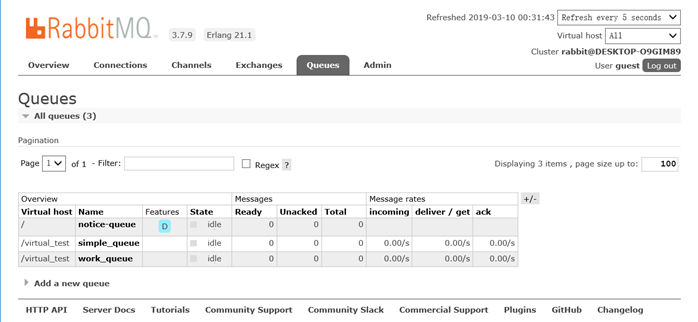 Refreshed 2019-03-10 00:31:43 Refresh every 5 seconds
RabbitMQ 3.7.9 Erlang 21.1
Virtual host All
Cluster rabbit@DESKTOP-O9GIM89
User guest Log out
Overview Connections Channels Exchanges Queues Admin
Queues
All queues (3)
Pagination
Page 1 of 1 - Filter: Regex ? Displaying 3 items , page size up to: 100
Overview Messages Message rates +/-
Virtual host Name Features State Ready Unacked Total incoming deliver / get ack
/ notice-queue D idle 0 0 0
/virtual_test simple_queue idle 0 0 0 0.00/s 0.00/s 0.00/s
/virtual_test work_queue idle 0 0 0 0.00/s 0.00/s 0.00/s
Add a new queue
HTTP API Server Docs Tutorials Community Support Community Slack Commercial Support Plugins GitHub Changelog